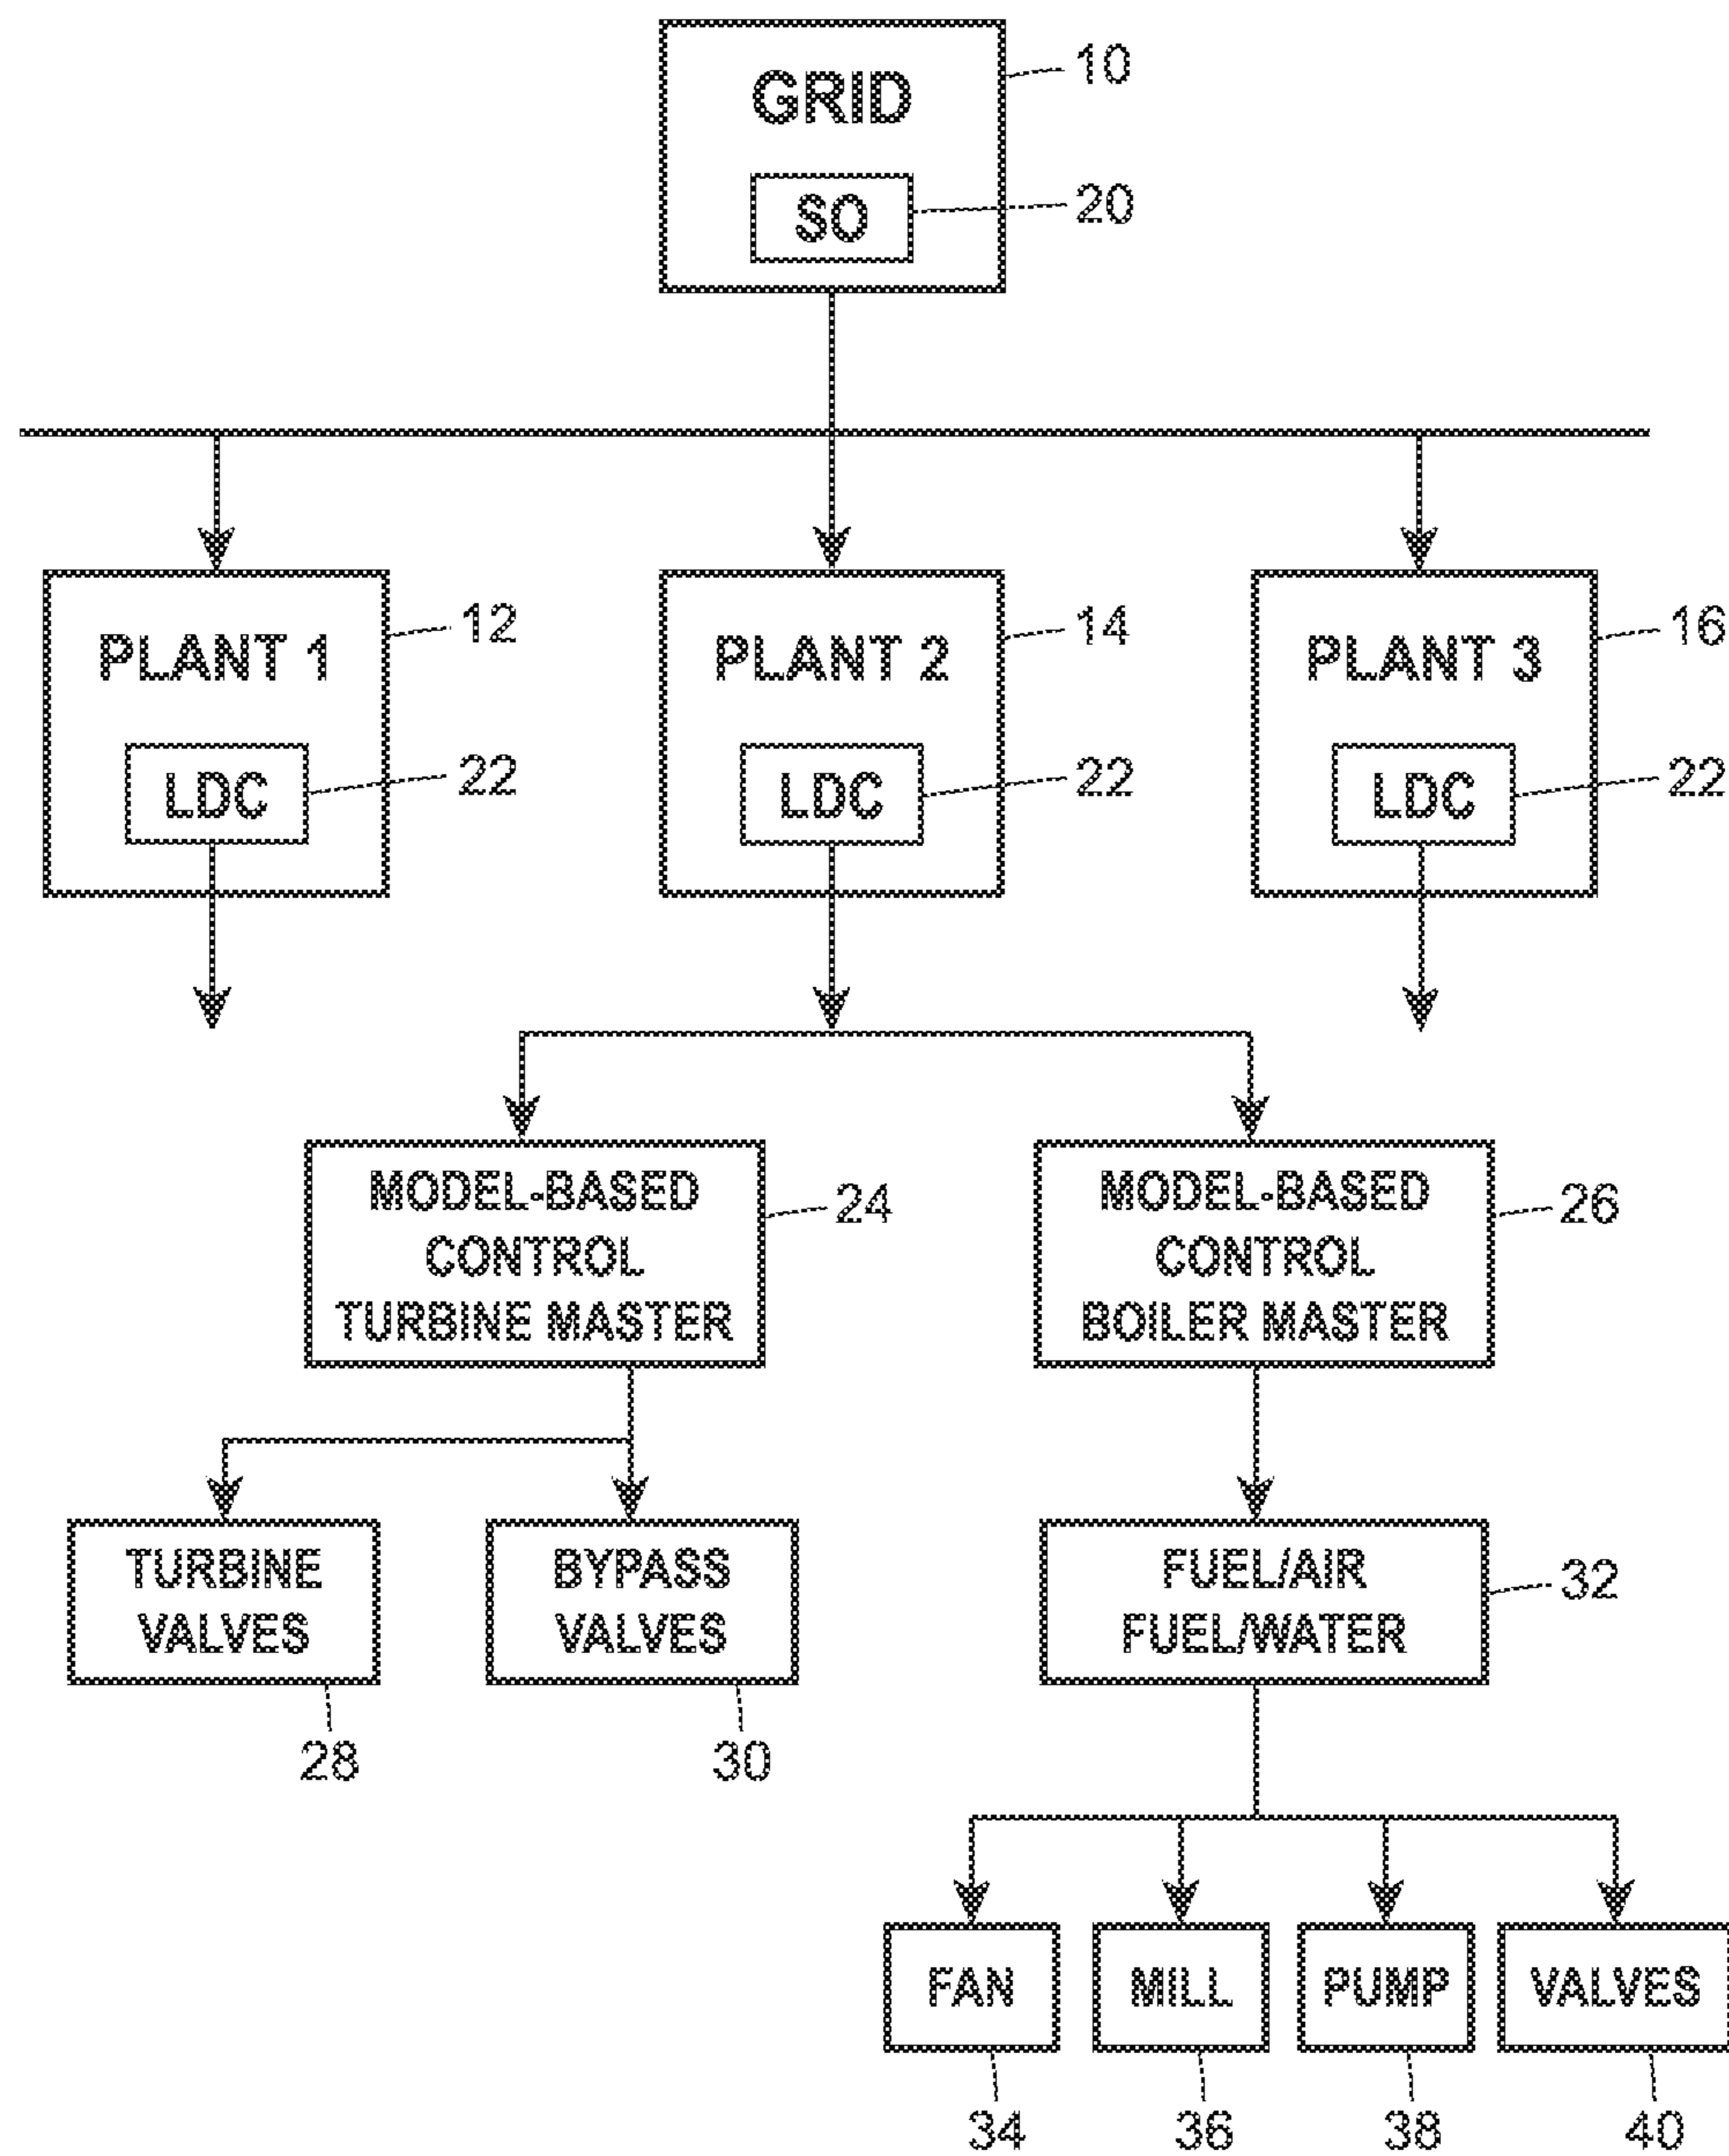 GRID
10
SO
20
PLANT 1
12
PLANT 2
14
PLANT 3
16
LDC
22
LDC
22
LDC
22
MODEL-BASED
CONTROL
TURBINE MASTER
24
MODEL-BASED
CONTROL
BOILER MASTER
26
TURBINE
VALVES
28
BYPASS
VALVES
30
FUEL/AIR
FUEL/WATER
32
FAN
MILL
PUMP
VALVES
34
36
38
40